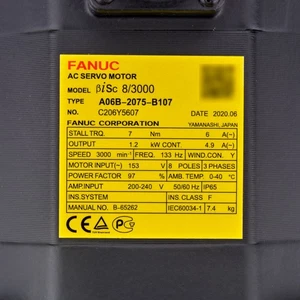 FANUC
AC SERVO MOTOR
MODEL βiSc 8/3000
TYPE A06B-2075-B107
NO. C206Y5607 DATE 2020.06
FANUC CORPORATION YAMANASHI, JAPAN
STALL TRQ. 7 Nm 6 A(~)
OUTPUT 1.2 kW CONT. 4.9 A(~)
SPEED 3000 min⁻¹ FREQ. 133 Hz WIND.CON. Y
MOTOR INPUT(~) 153 V 8 POLES 3 PHASES
POWER FACTOR 97 % AMB. TEMP. 0-40 °C
AMP.INPUT 200-240 V 50/60 Hz IP65
INS.SYSTEM INS.CLASS F
MANUAL B-65262 IEC60034-1 7.4 kg